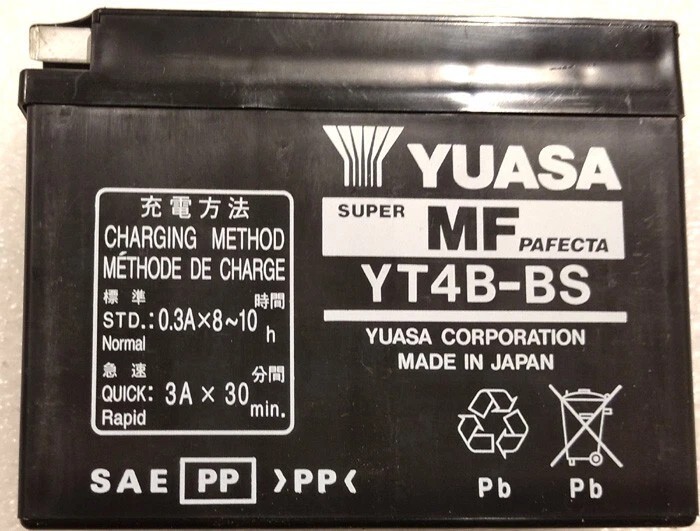 YUASA
SUPER MF PAFECTA
YT4B-BS
YUASA CORPORATION
MADE IN JAPAN
充電方法
CHARGING METHOD
MÉTHODE DE CHARGE
標準 時間
STD.: 0.3A×8~10 h
Normal
急速 分間
QUICK: 3A × 30 min.
Rapid
SAE PP >PP<
Pb Pb